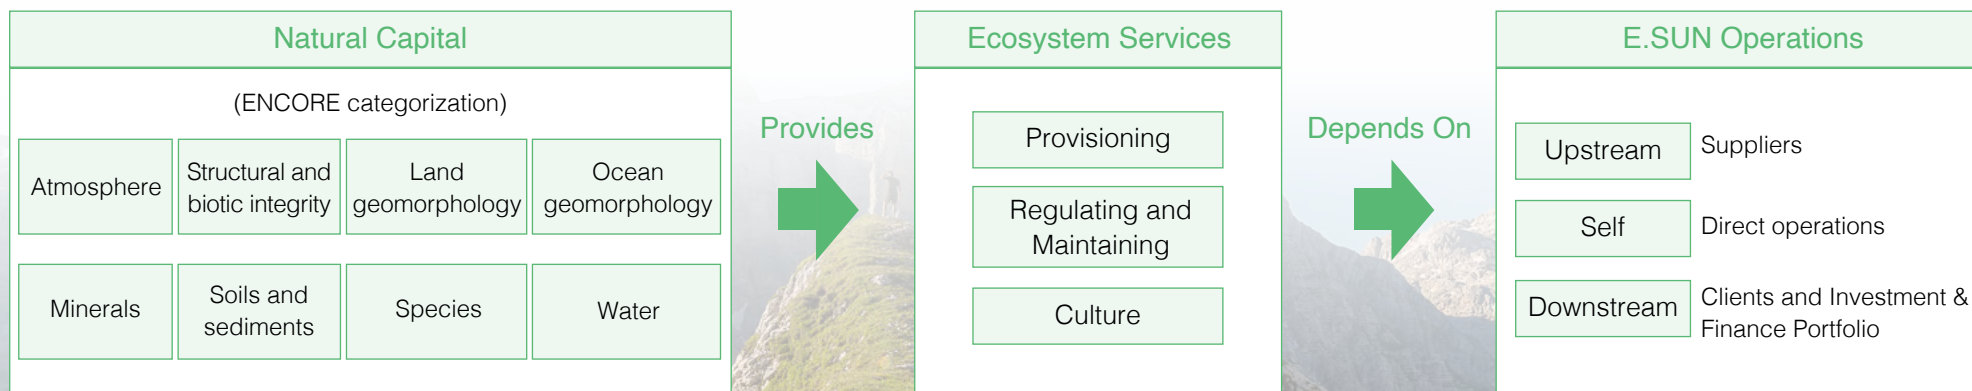 Natural Capital
(ENCORE categorization)
Atmosphere
Structural and
biotic integrity
Land
geomorphology
Ocean
geomorphology
Minerals
Soils and
sediments
Species
Water
Provides
Ecosystem Services
Provisioning
Regulating and
Maintaining
Culture
Depends On
E.SUN Operations
Upstream
Suppliers
Self
Direct operations
Downstream
Clients and Investment &
Finance Portfolio